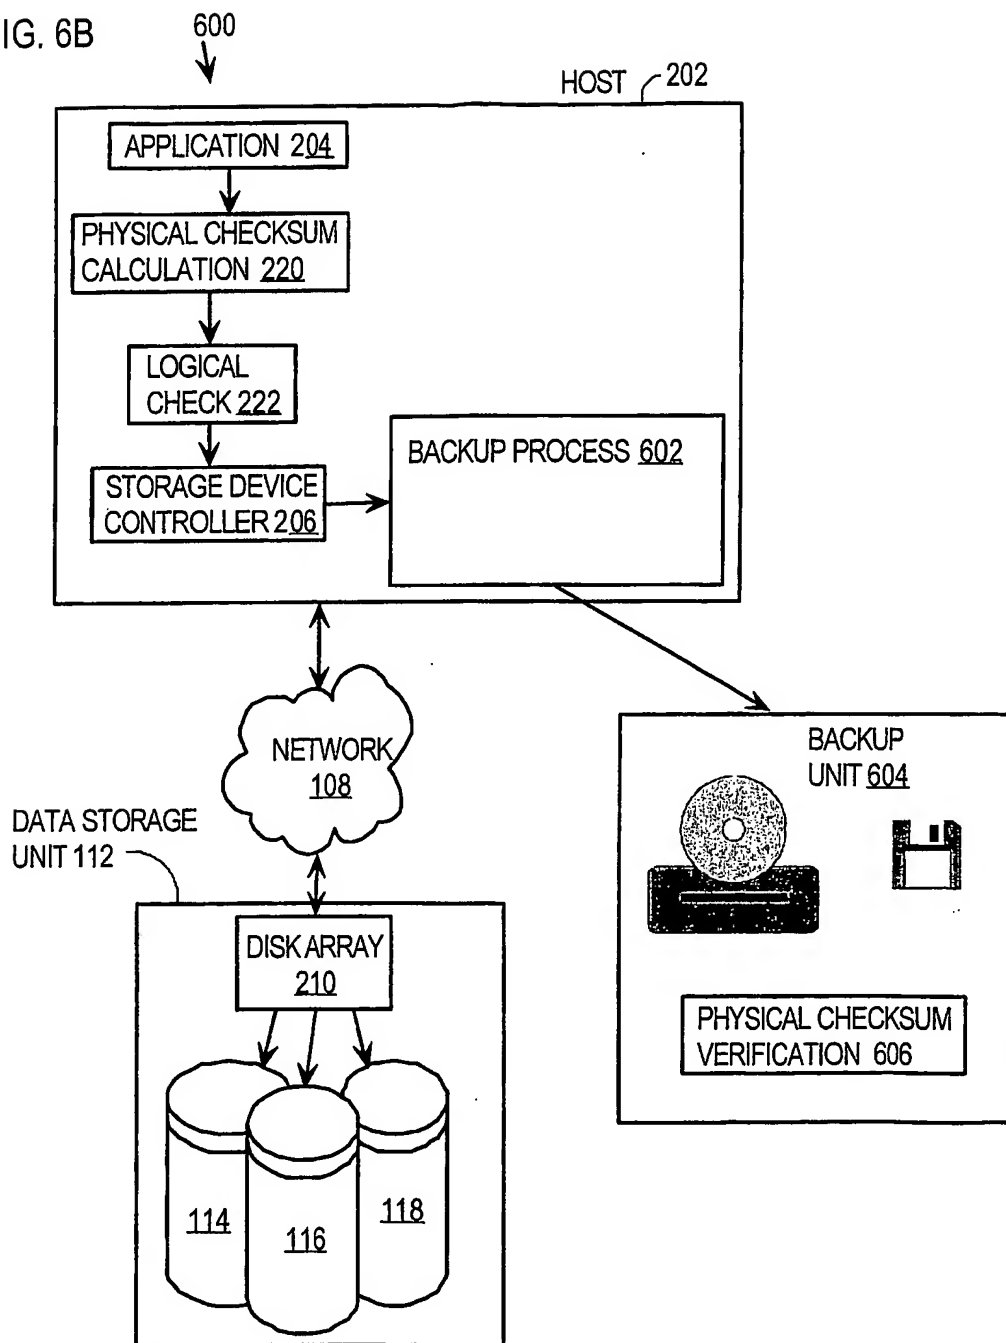 IG. 6B
600
HOST
202
APPLICATION 204
PHYSICAL CHECKSUM
CALCULATION 220
LOGICAL
CHECK 222
STORAGE DEVICE
CONTROLLER 206
BACKUP PROCESS 602
NETWORK
108
DATA STORAGE
UNIT 112
DISK ARRAY
210
114
116
118
BACKUP
UNIT 604
PHYSICAL CHECKSUM
VERIFICATION 606